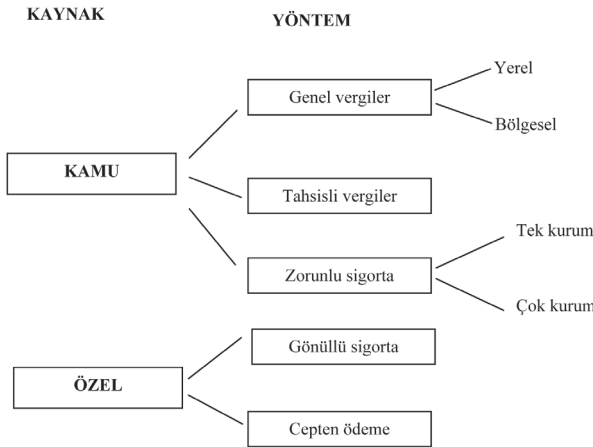 KAYNAK
YÖNTEM
Genel vergiler
Yerel
Bölgesel
KAMU
Tahsisli vergiler
Zorunlu sigorta
Tek kurum
Çok kurum
Gönüllü sigorta
ÖZEL
Cepten ödeme